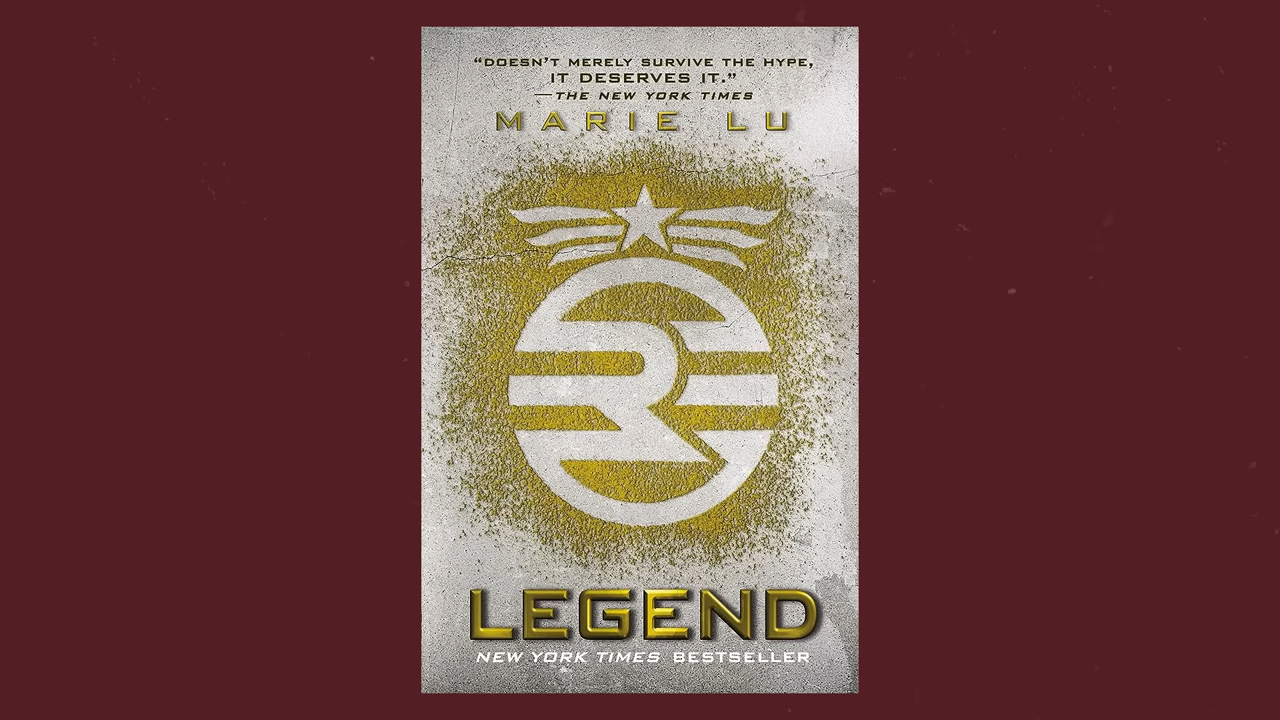 “DOESN’T MERELY SURVIVE THE HYPE,
IT DESERVES IT.”
—THE NEW YORK TIMES
MARIE LU
R
LEGEND
NEW YORK TIMES BESTSELLER